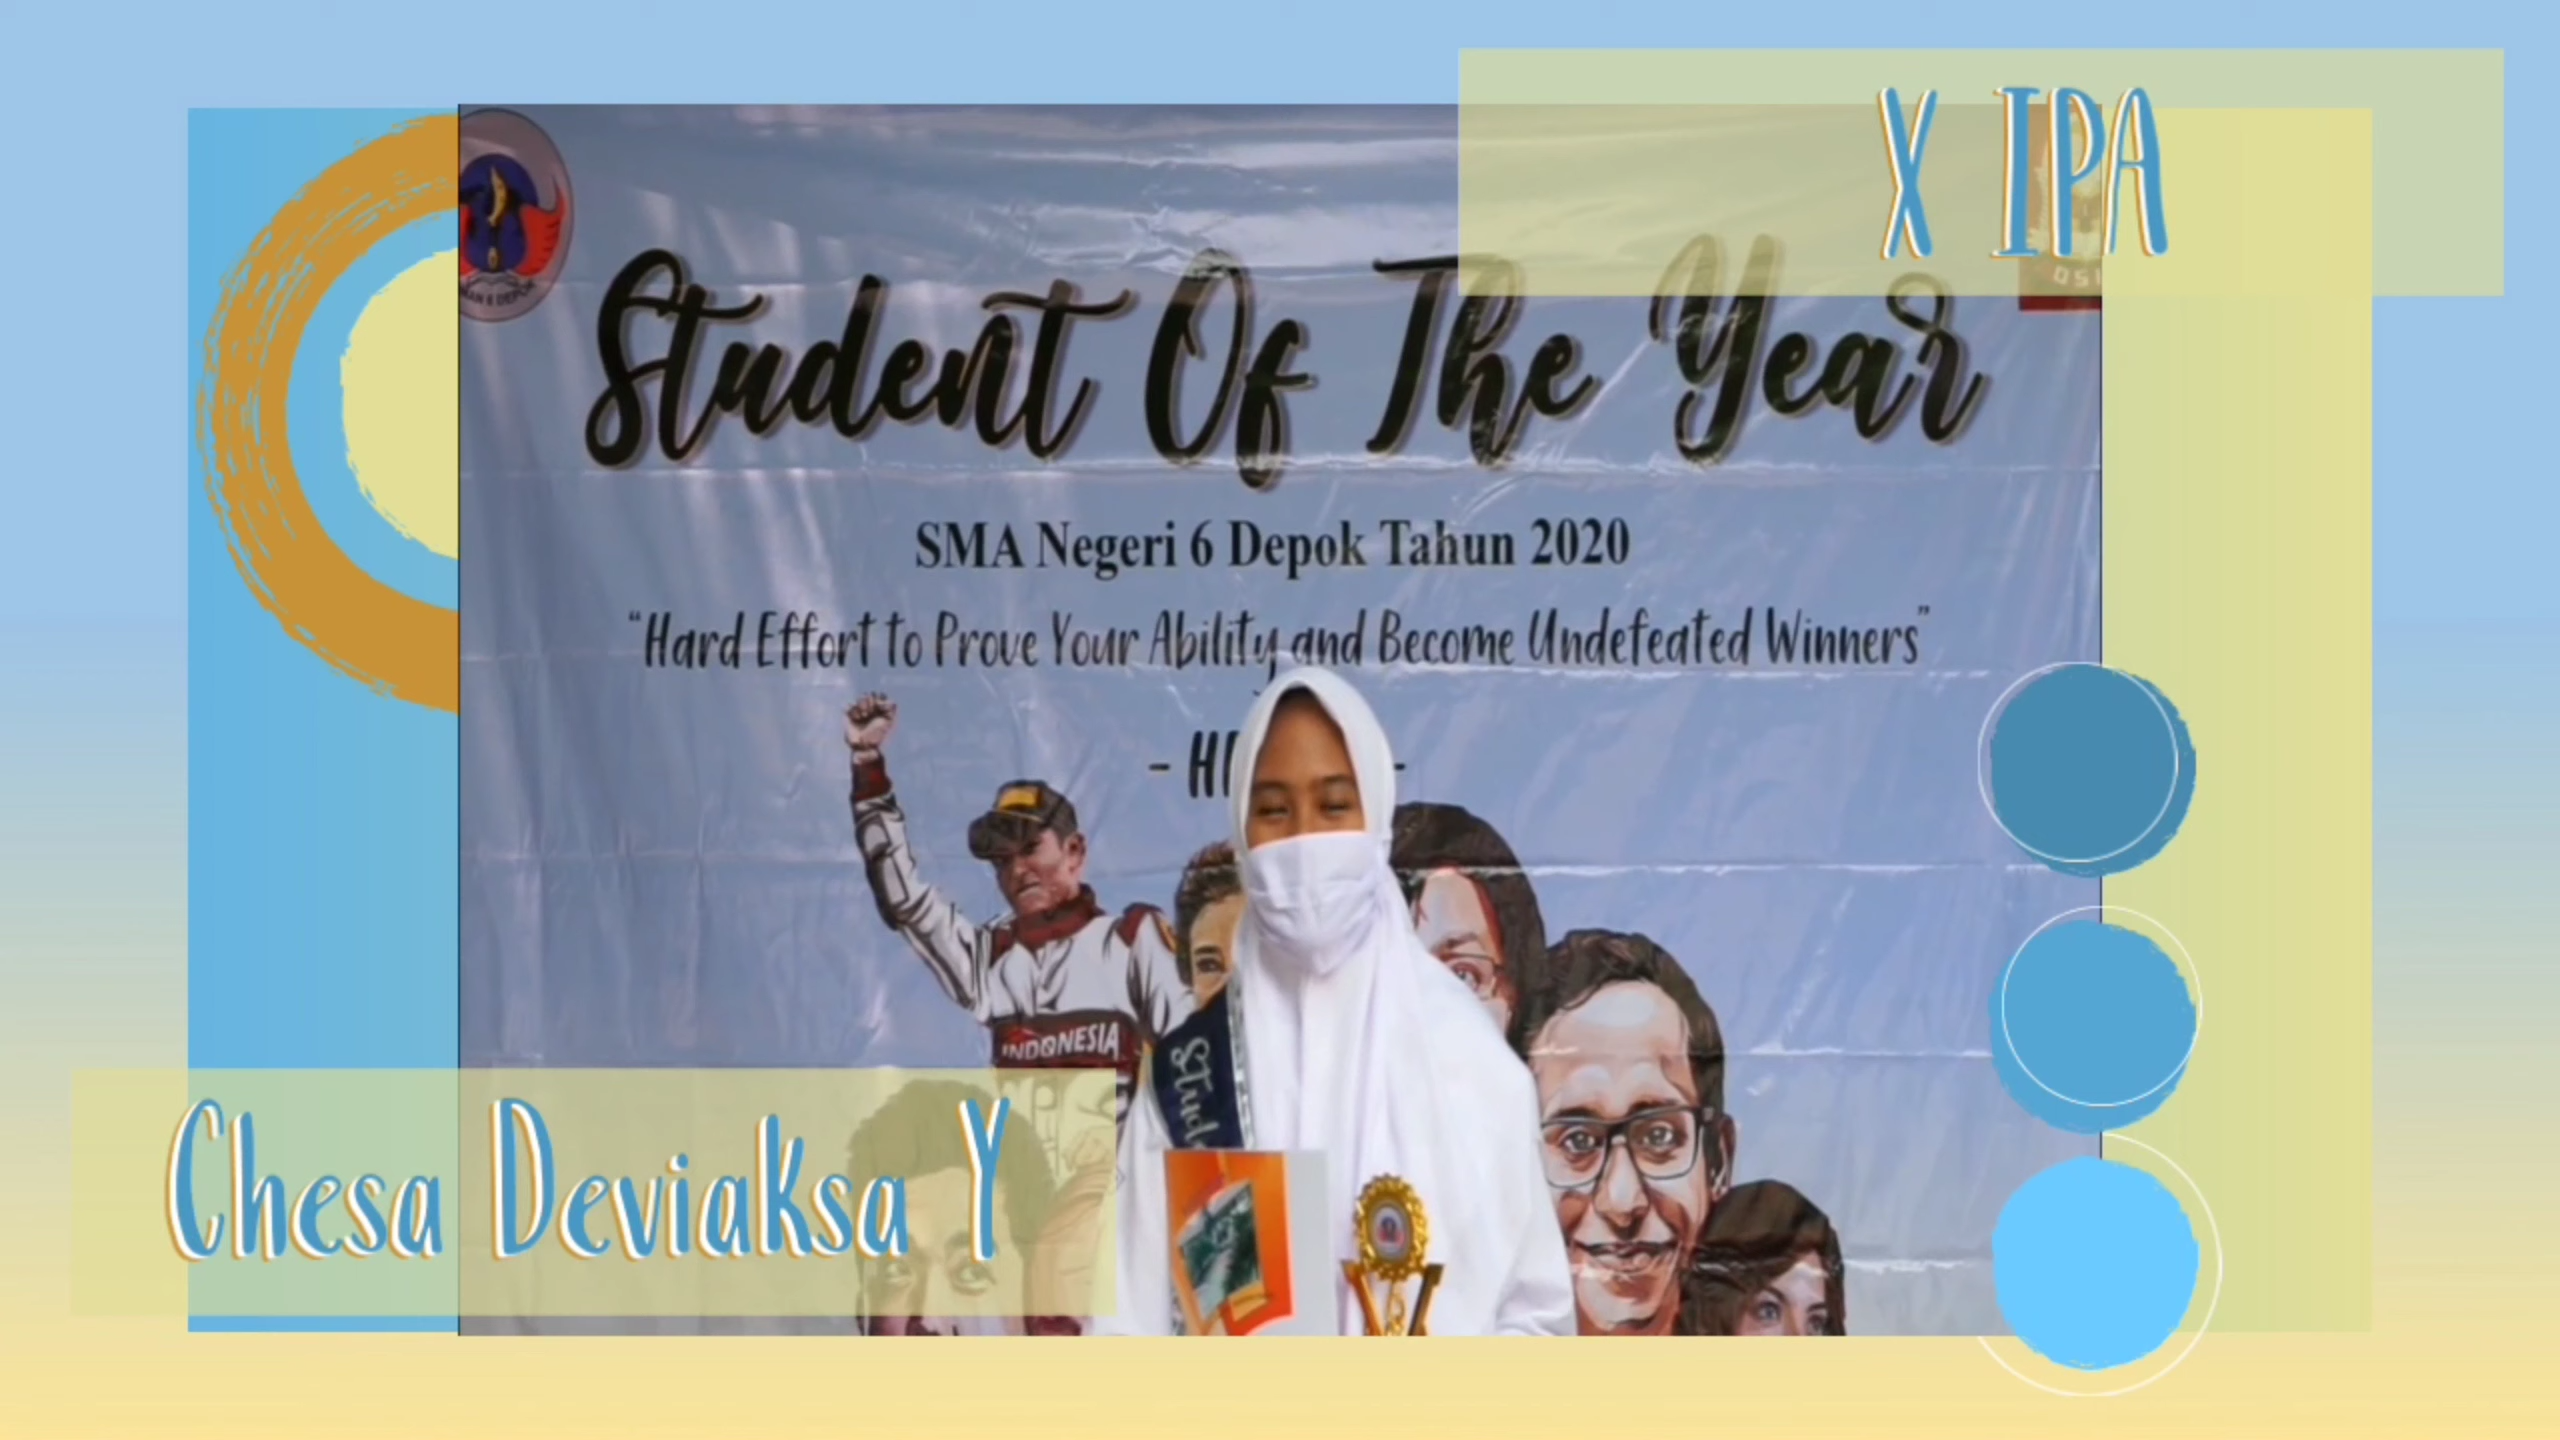 X IPA
Student Of The Year
SMA Negeri 6 Depok Tahun 2020
"Hard Effort to Prove Your Ability and Become Undefeated Winners"
INDONESIA
Chesa Deviaksa Y